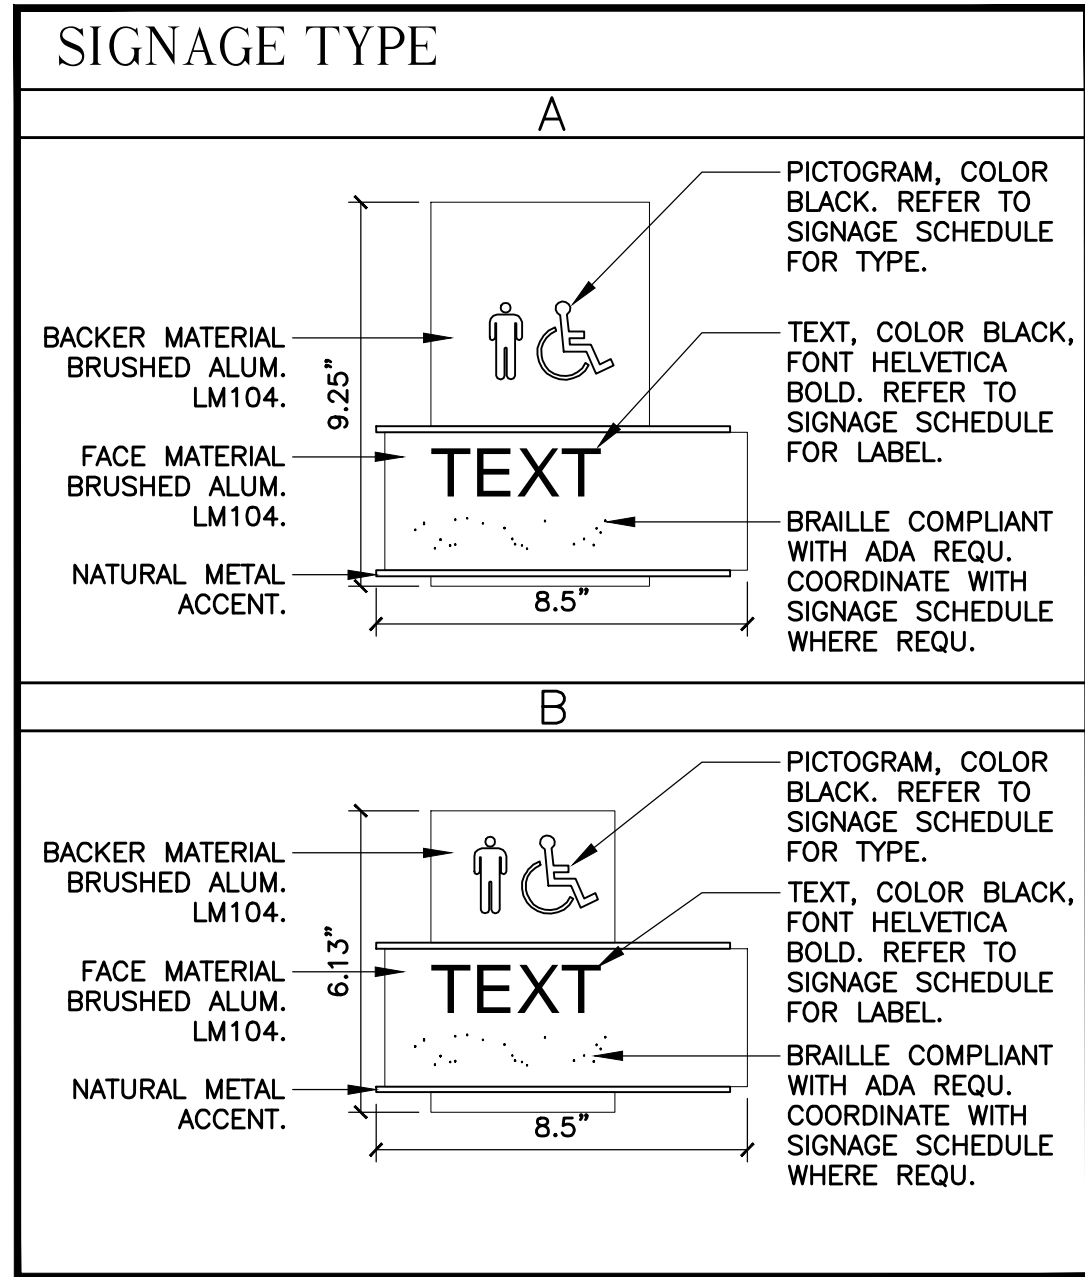 SIGNAGE TYPE
A
PICTOGRAM, COLOR
BLACK. REFER TO
SIGNAGE SCHEDULE
FOR TYPE.
BACKER MATERIAL
BRUSHED ALUM.
LM104.
9.25"
TEXT, COLOR BLACK,
FONT HELVETICA
BOLD. REFER TO
SIGNAGE SCHEDULE
FOR LABEL.
FACE MATERIAL
BRUSHED ALUM.
LM104.
TEXT
BRAILLE COMPLIANT
WITH ADA REQU.
COORDINATE WITH
SIGNAGE SCHEDULE
WHERE REQU.
NATURAL METAL
ACCENT.
8.5"
B
PICTOGRAM, COLOR
BLACK. REFER TO
SIGNAGE SCHEDULE
FOR TYPE.
BACKER MATERIAL
BRUSHED ALUM.
LM104.
6.13"
TEXT, COLOR BLACK,
FONT HELVETICA
BOLD. REFER TO
SIGNAGE SCHEDULE
FOR LABEL.
FACE MATERIAL
BRUSHED ALUM.
LM104.
TEXT
BRAILLE COMPLIANT
WITH ADA REQU.
COORDINATE WITH
SIGNAGE SCHEDULE
WHERE REQU.
NATURAL METAL
ACCENT.
8.5"